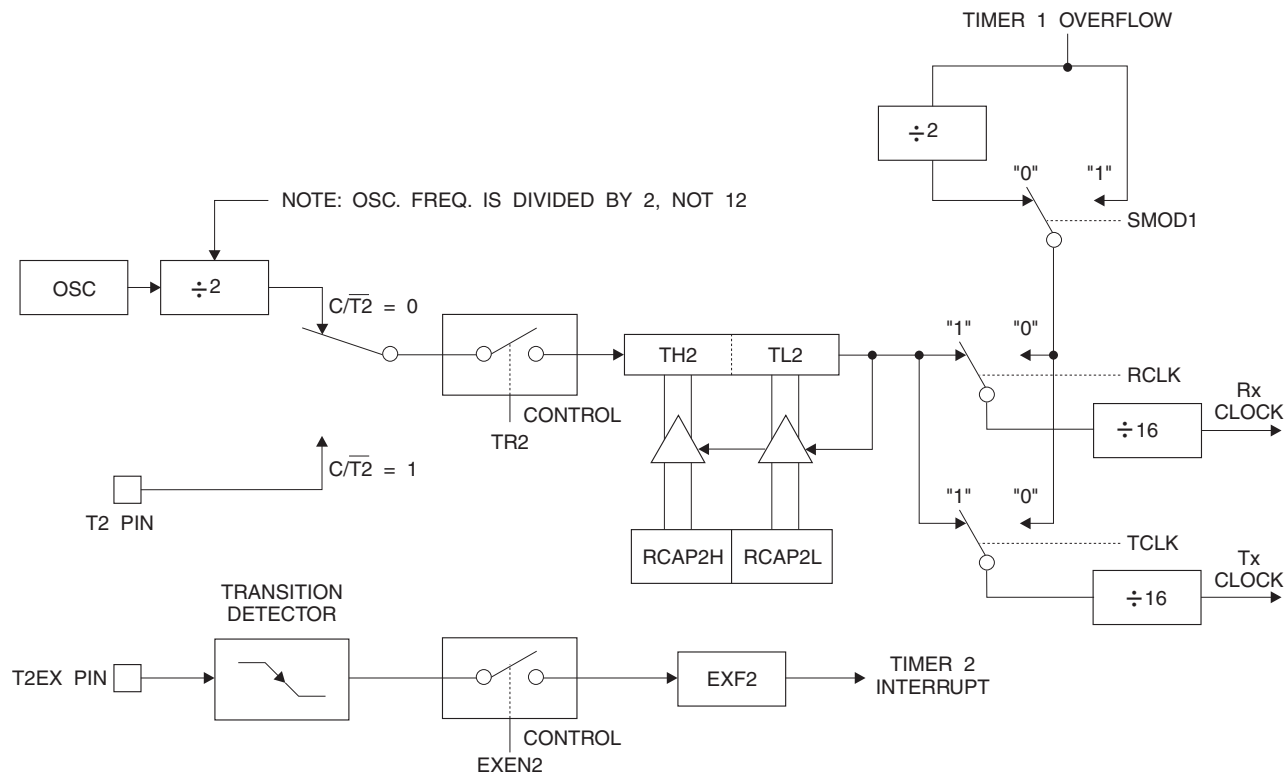 TIMER 1 OVERFLOW
÷2
"0" "1"
NOTE: OSC. FREQ. IS DIVIDED BY 2, NOT 12
SMOD1
OSC
÷2
C/T2̅ = 0
TH2 TL2
"1" "0"
RCLK
Rx
CLOCK
÷16
CONTROL
TR2
C/T2̅ = 1
T2 PIN
"1" "0"
RCAP2H RCAP2L
TCLK
Tx
CLOCK
÷16
TRANSITION
DETECTOR
T2EX PIN
EXF2
TIMER 2
INTERRUPT
CONTROL
EXEN2